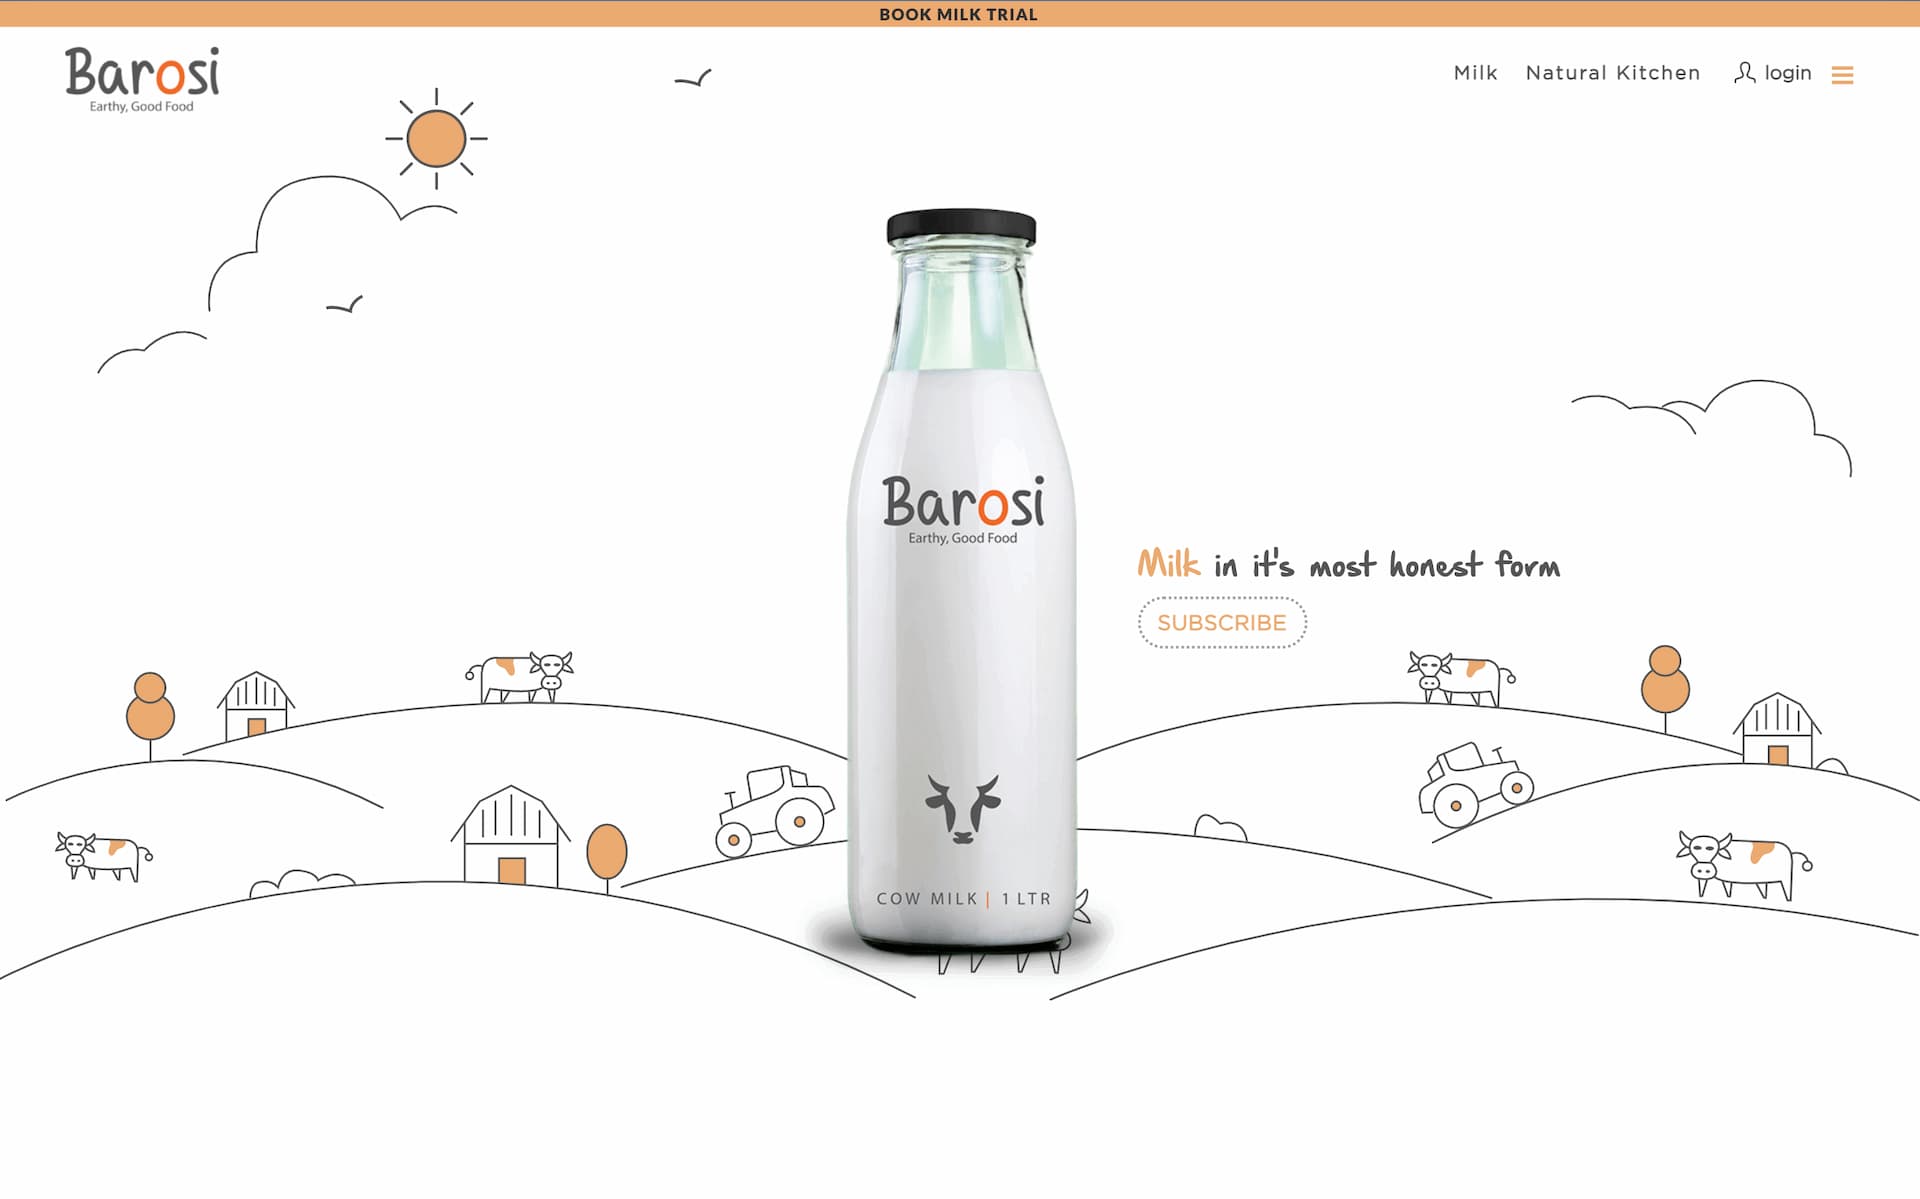 BOOK MILK TRIAL
Barosi
Earthy, Good Food
Milk Natural Kitchen login
Barosi
Earthy, Good Food
Milk in it's most honest form
SUBSCRIBE
COW MILK | 1 LTR